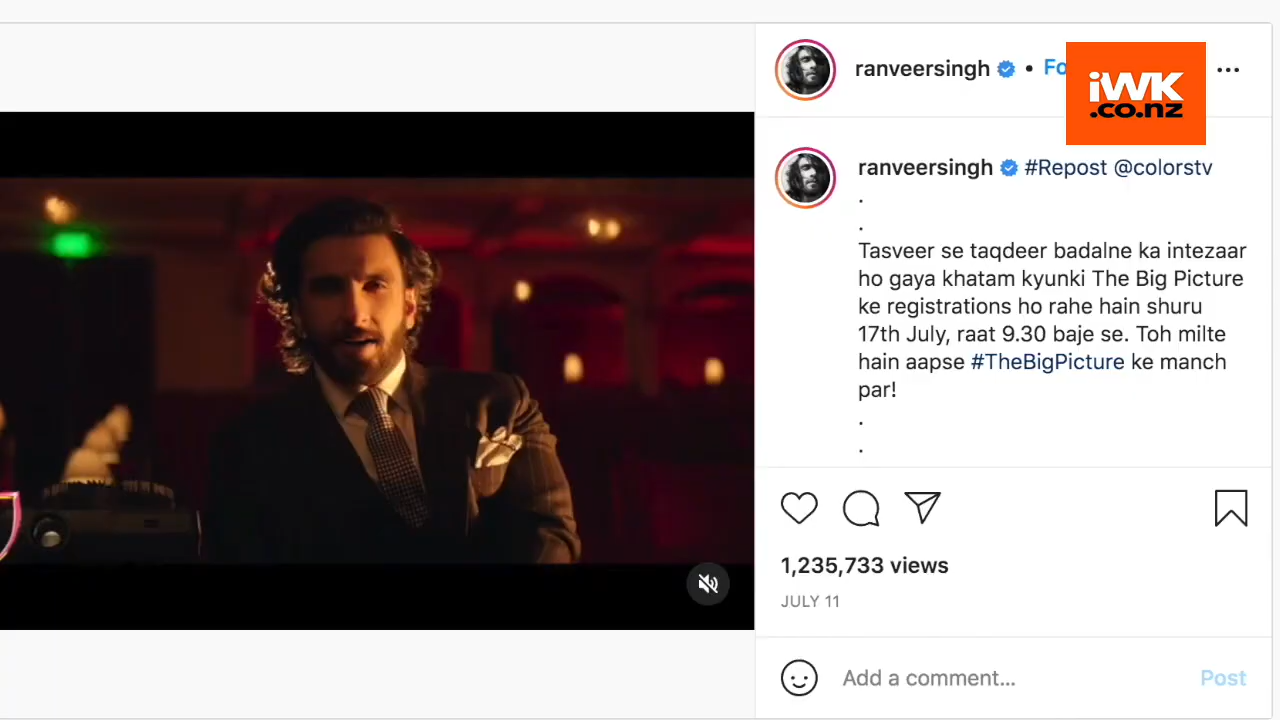 ranveersingh • Fo
iWK
.co.nz
ranveersingh #Repost @colorstv
.
.
Tasveer se taqdeer badalne ka intezaar
ho gaya khatam kyunki The Big Picture
ke registrations ho rahe hain shuru
17th July, raat 9.30 baje se. Toh milte
hain aapse #TheBigPicture ke manch
par!
.
.
1,235,733 views
JULY 11
Add a comment... Post